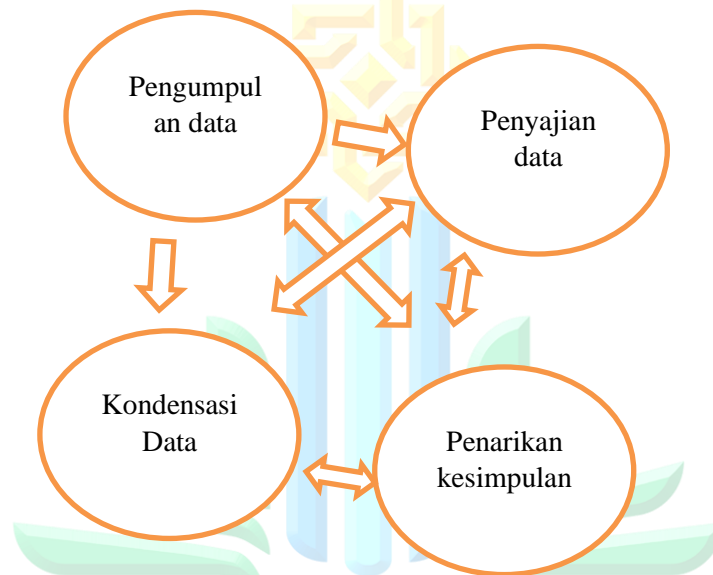 Pengumpul
an data
Penyajian
data
Kondensasi
Data
Penarikan
kesimpulan